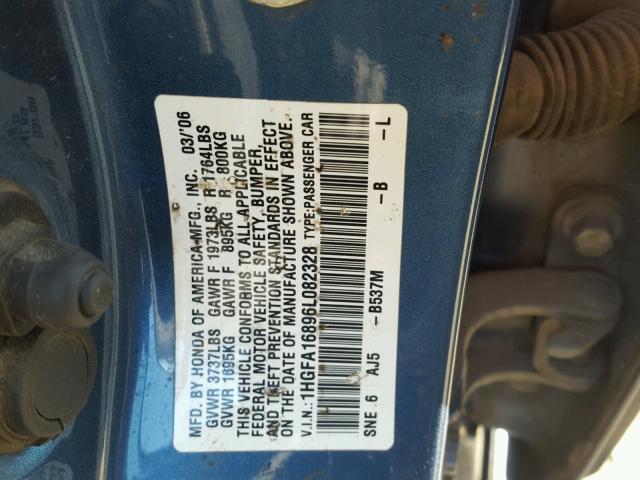 MFD. BY HONDA OF AMERICA MFG., INC. 03/'06
GVWR 3737LBS GAWR F 1973LBS R 1764LBS
GVWR 1695KG GAWR F 895KG R 800KG
THIS VEHICLE CONFORMS TO ALL APPLICABLE
FEDERAL MOTOR VEHICLE SAFETY, BUMPER,
AND THEFT PREVENTION STANDARDS IN EFFECT
ON THE DATE OF MANUFACTURE SHOWN ABOVE.
V.I.N.: 1HGFA16896L082328 TYPE:PASSENGER CAR
SNE 6 AJ5 -B537M -B -L